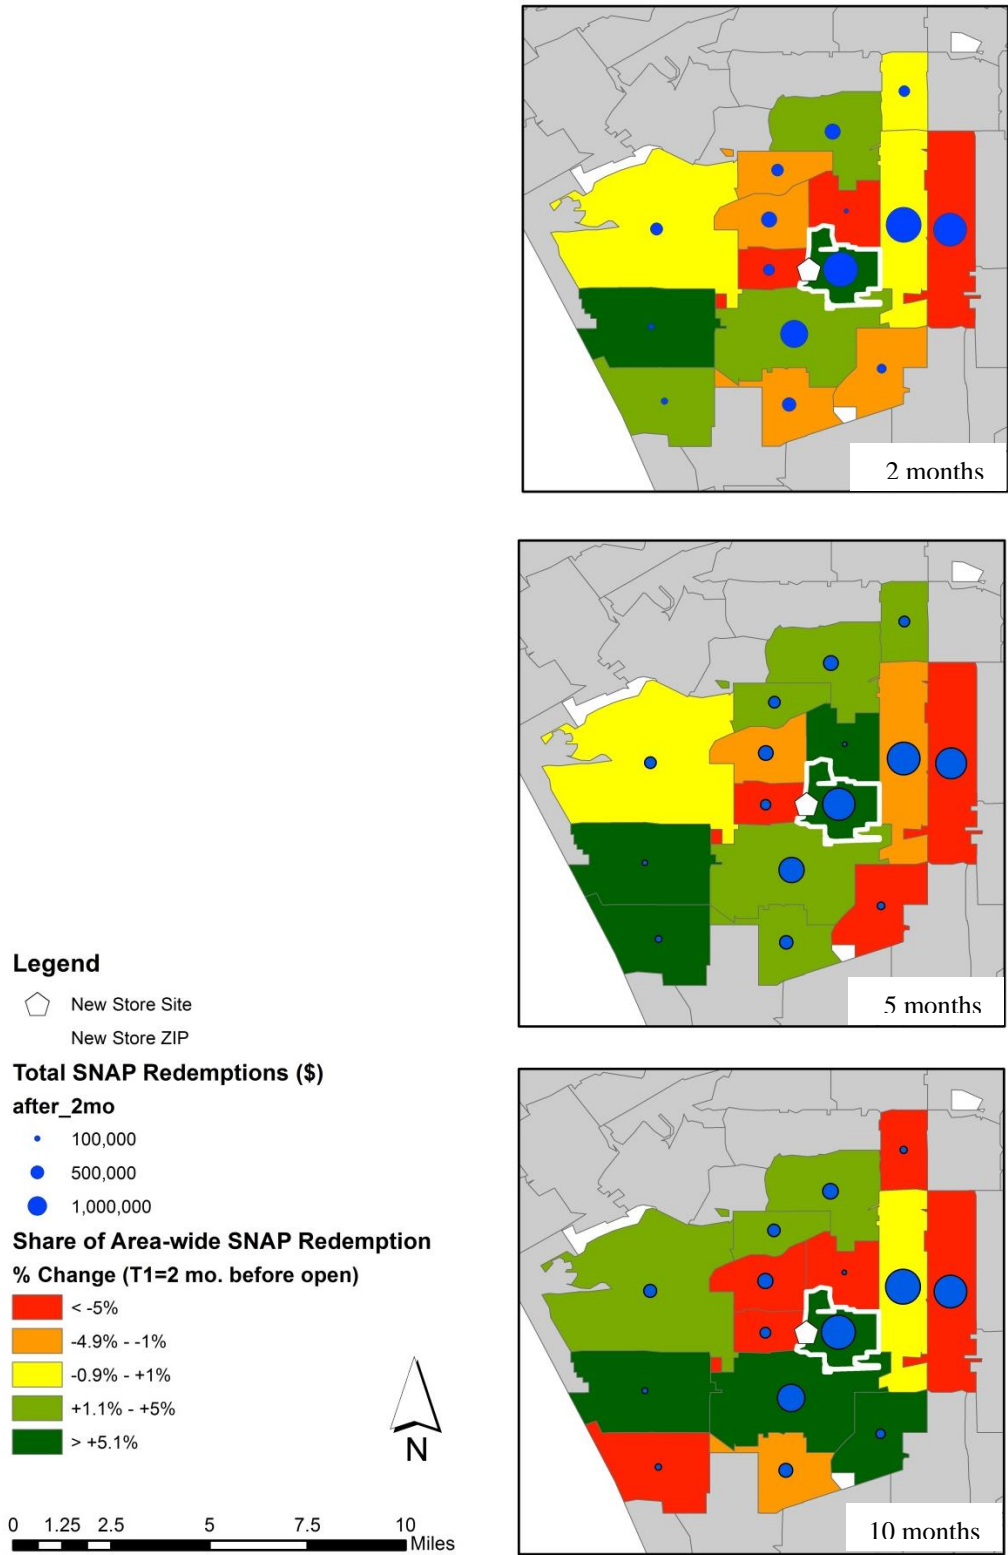 2 months
5 months
Legend
New Store Site
New Store ZIP
Total SNAP Redemptions ($)
after_2mo
100,000
500,000
1,000,000
Share of Area-wide SNAP Redemption
% Change (T1=2 mo. before open)
< -5%
-4.9% - -1%
-0.9% - +1%
+1.1% - +5%
> +5.1%
N
0 1.25 2.5 5 7.5 10
Miles
10 months